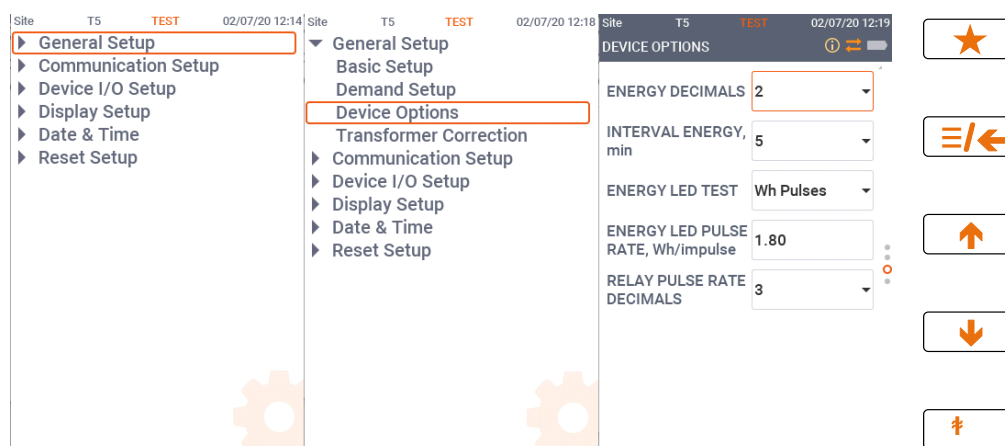 Site T5 TEST 02/07/20 12:14
General Setup
Communication Setup
Device I/O Setup
Display Setup
Date & Time
Reset Setup
Site T5 TEST 02/07/20 12:18
General Setup
Basic Setup
Demand Setup
Device Options
Transformer Correction
Communication Setup
Device I/O Setup
Display Setup
Date & Time
Reset Setup
Site T5 TEST 02/07/20 12:19
DEVICE OPTIONS
ENERGY DECIMALS 2
INTERVAL ENERGY,
min 5
ENERGY LED TEST Wh Pulses
ENERGY LED PULSE
RATE, Wh/impulse 1.80
RELAY PULSE RATE
DECIMALS 3